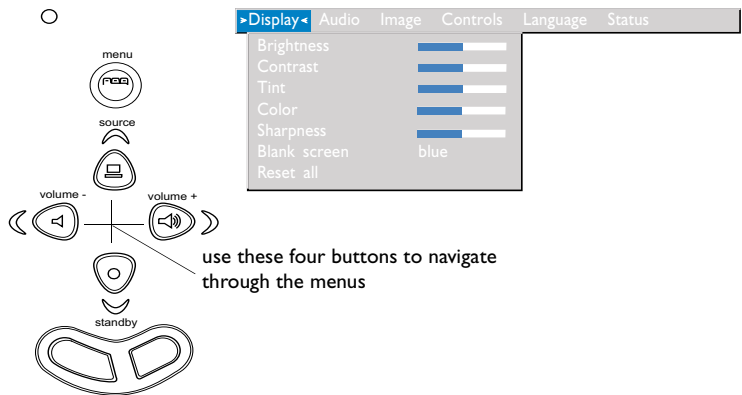 >Display< Audio Image Controls Language Status
Brightness
Contrast
Tint
Color
Sharpness
Blank screen blue
Reset all
menu
source
volume -
volume +
use these four buttons to navigate
through the menus
standby